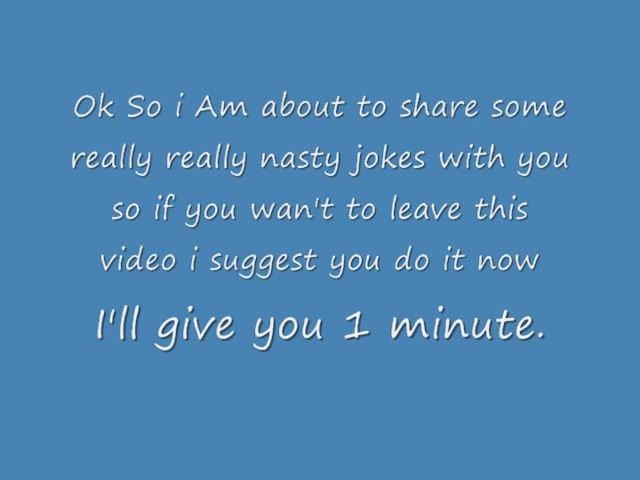 Ok So i Am about to share some
really really nasty jokes with you
so if you wan't to leave this
video i suggest you do it now
I'll give you 1 minute.